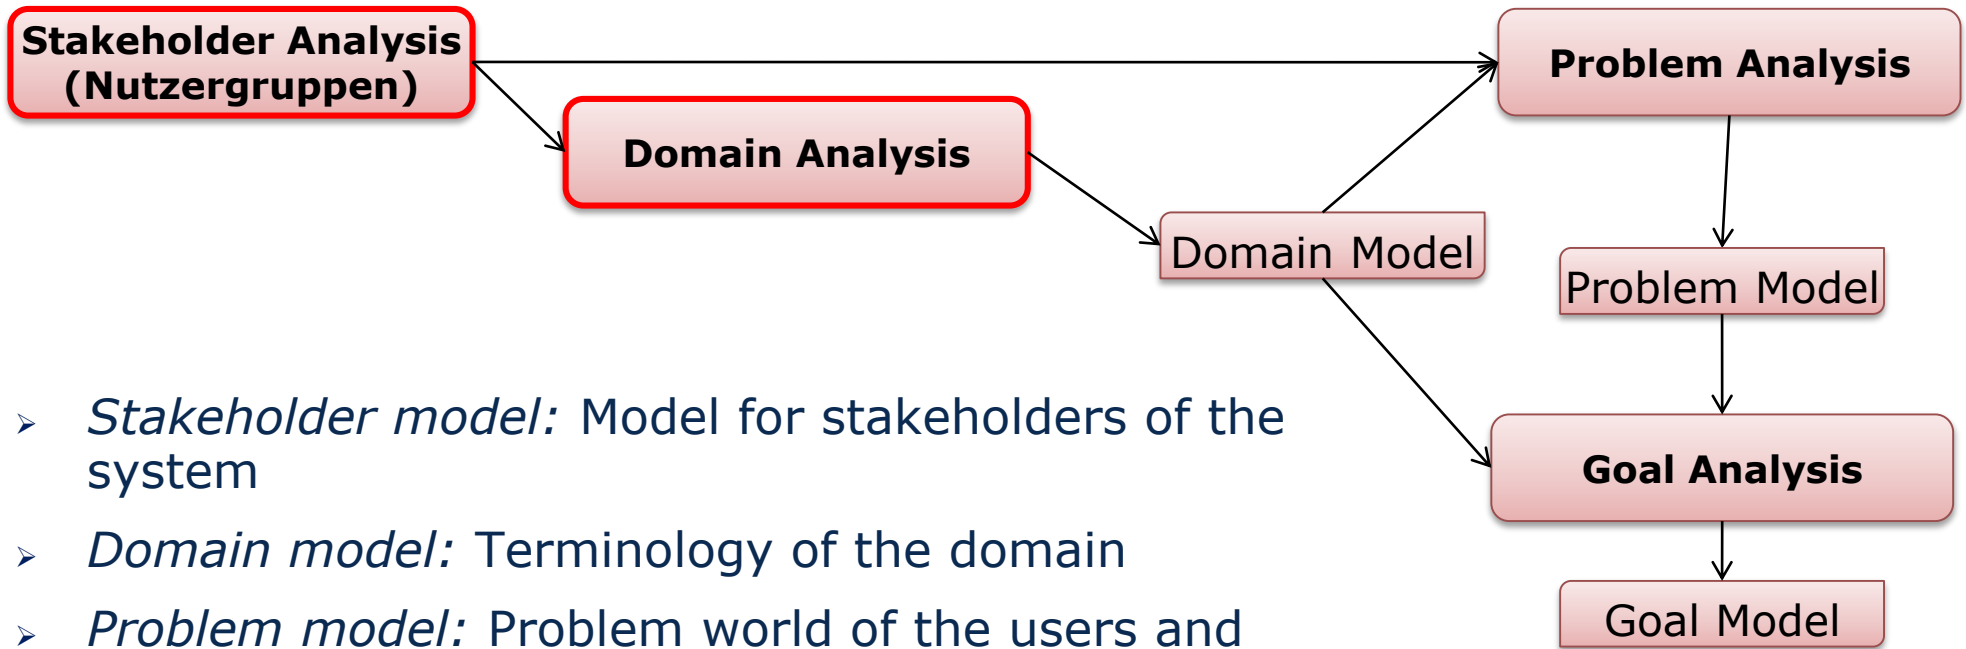 Stakeholder Analysis
(Nutzergruppen)
Problem Analysis
Domain Analysis
Domain Model
Problem Model
Goal Analysis
Goal Model
➢ Stakeholder model: Model for stakeholders of the
system
➢ Domain model: Terminology of the domain
➢ Problem model: Problem world of the users and